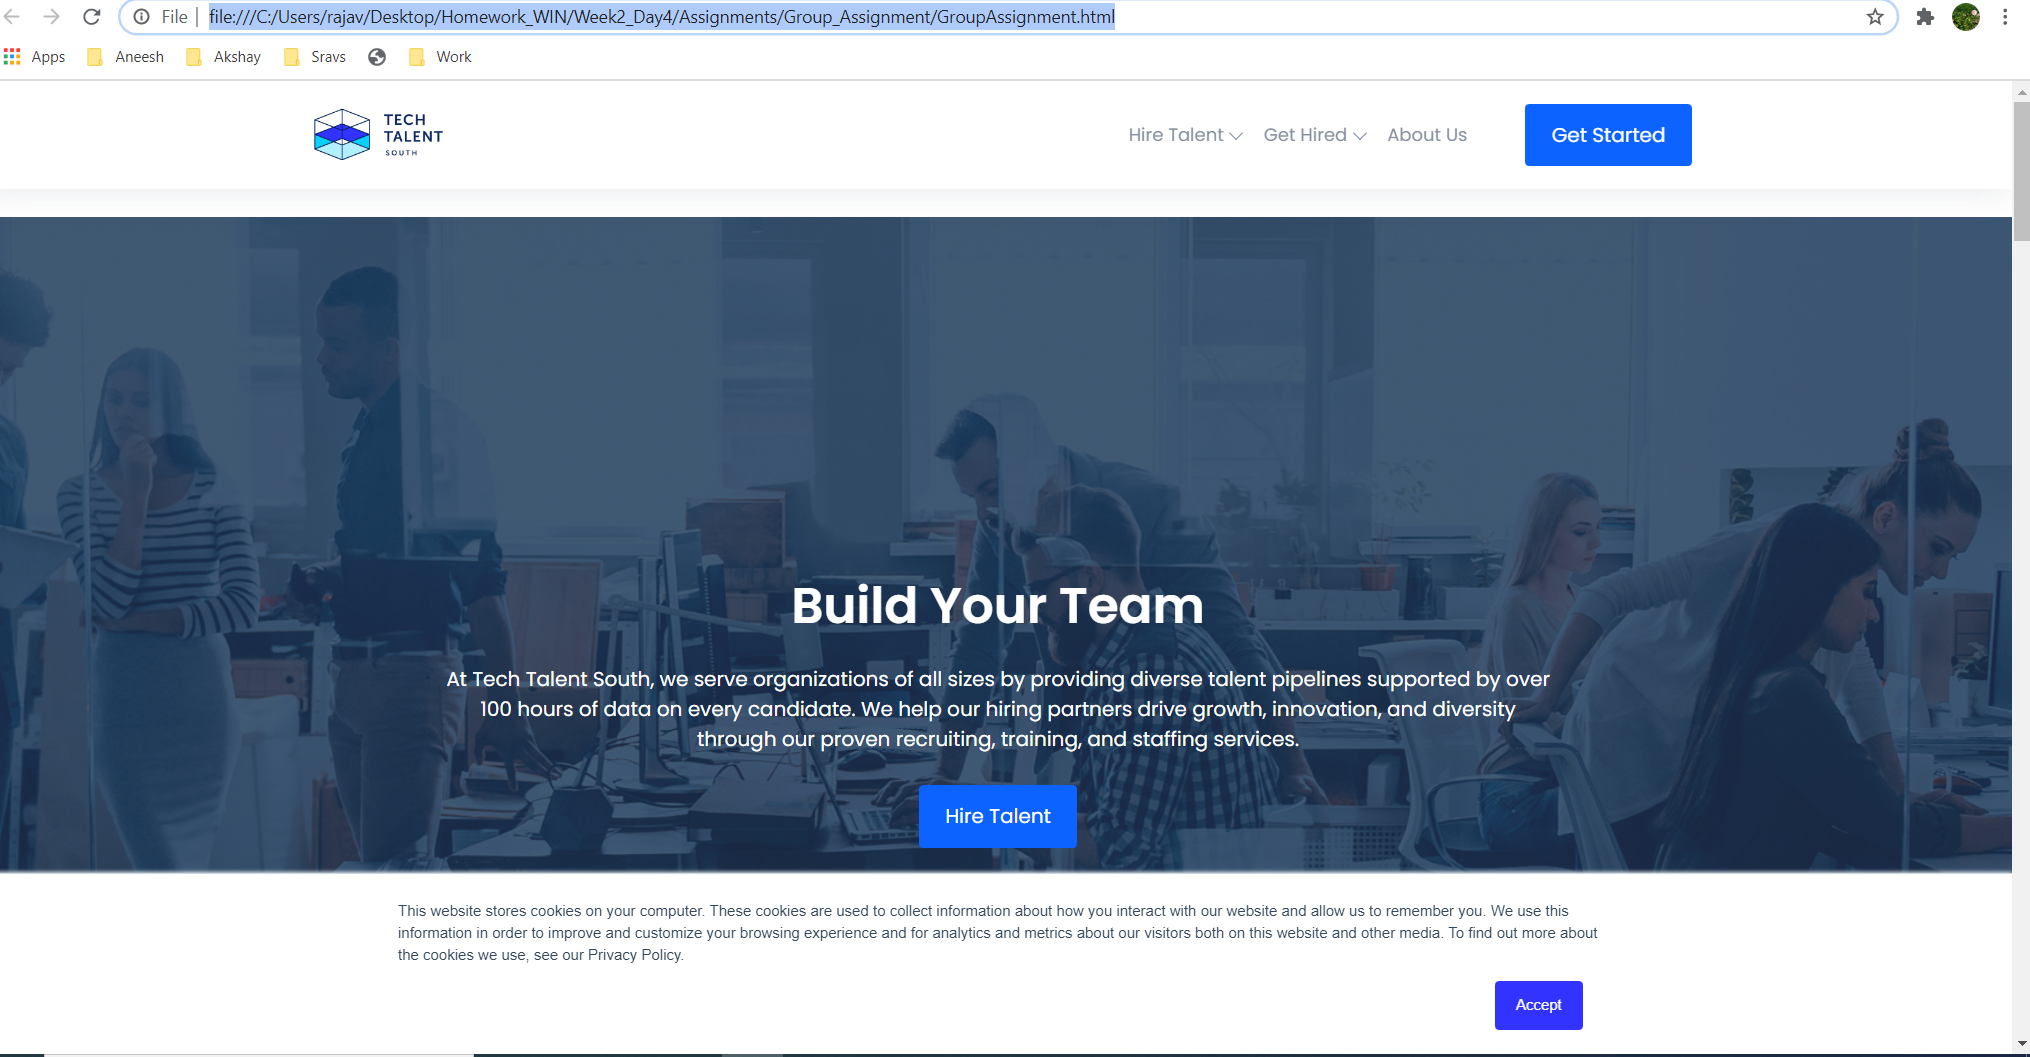 File | file:///C:/Users/rajav/Desktop/Homework_WIN/Week2_Day4/Assignments/Group_Assignment/GroupAssignment.html
Apps Aneesh Akshay Sravs Work
TECH
TALENT
SOUTH
Hire Talent Get Hired About Us Get Started
Build Your Team
At Tech Talent South, we serve organizations of all sizes by providing diverse talent pipelines supported by over
100 hours of data on every candidate. We help our hiring partners drive growth, innovation, and diversity
through our proven recruiting, training, and staffing services.
Hire Talent
This website stores cookies on your computer. These cookies are used to collect information about how you interact with our website and allow us to remember you. We use this
information in order to improve and customize your browsing experience and for analytics and metrics about our visitors both on this website and other media. To find out more about
the cookies we use, see our Privacy Policy.
Accept